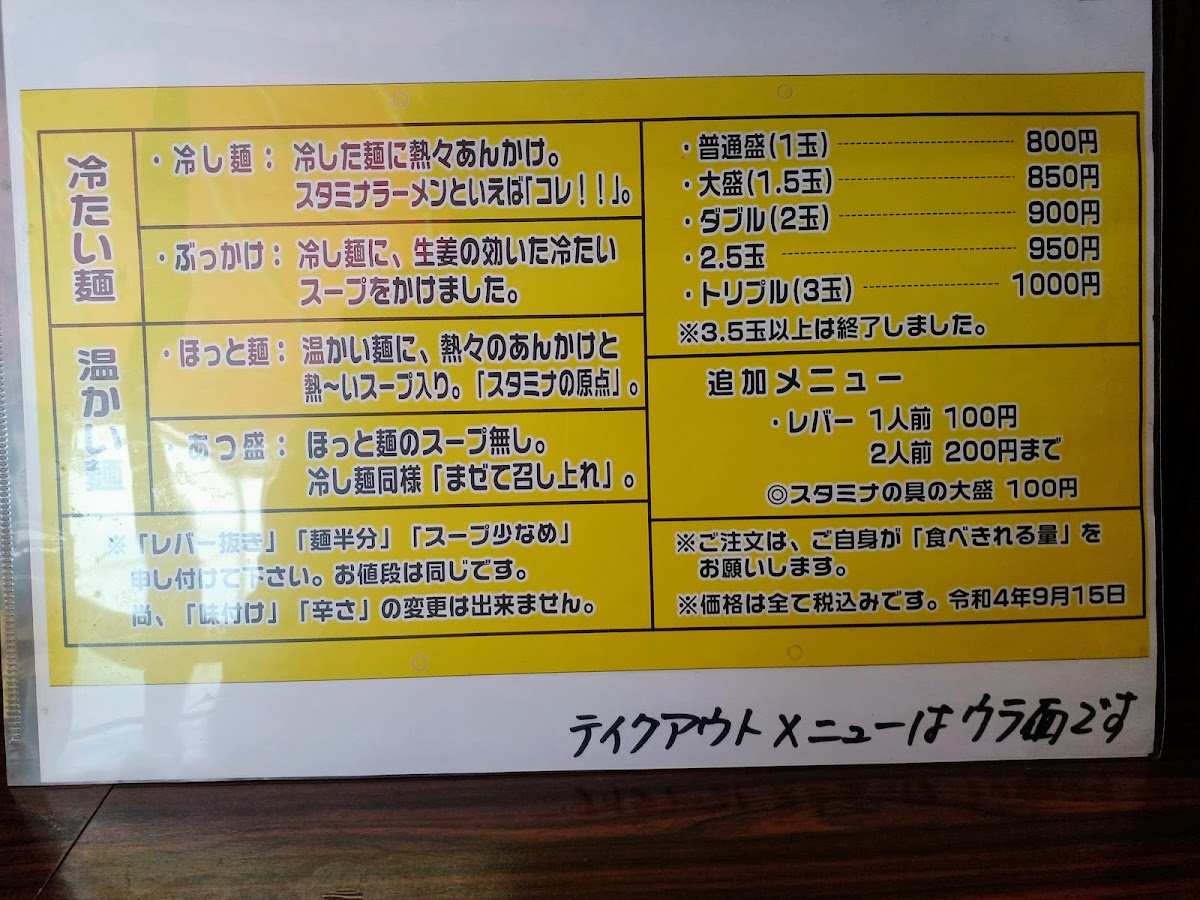 冷たい麺
・冷し麺： 冷した麺に熱々あんかけ。
スタミナラーメンといえば「コレ！！」。
・ぶっかけ： 冷し麺に、生姜の効いた冷たい
スープをかけました。
温かい麺
・ほっと麺： 温かい麺に、熱々のあんかけと
熱〜いスープ入り。「スタミナの原点」。
・あつ盛： ほっと麺のスープ無し。
冷し麺同様「まぜて召し上れ」。
※「レバー抜き」「麺半分」「スープ少なめ」
申し付けて下さい。お値段は同じです。
尚、「味付け」「辛さ」の変更は出来ません。
・普通盛(1玉) 800円
・大盛(1.5玉) 850円
・ダブル(2玉) 900円
・2.5玉 950円
・トリプル(3玉) 1000円
※3.5玉以上は終了しました。
追加メニュー
・レバー 1人前 100円
2人前 200円まで
◎スタミナの具の大盛 100円
※ご注文は、ご自身が「食べきれる量」を
お願いします。
※価格は全て税込みです。令和4年9月15日
テイクアウトメニューはウラ面です